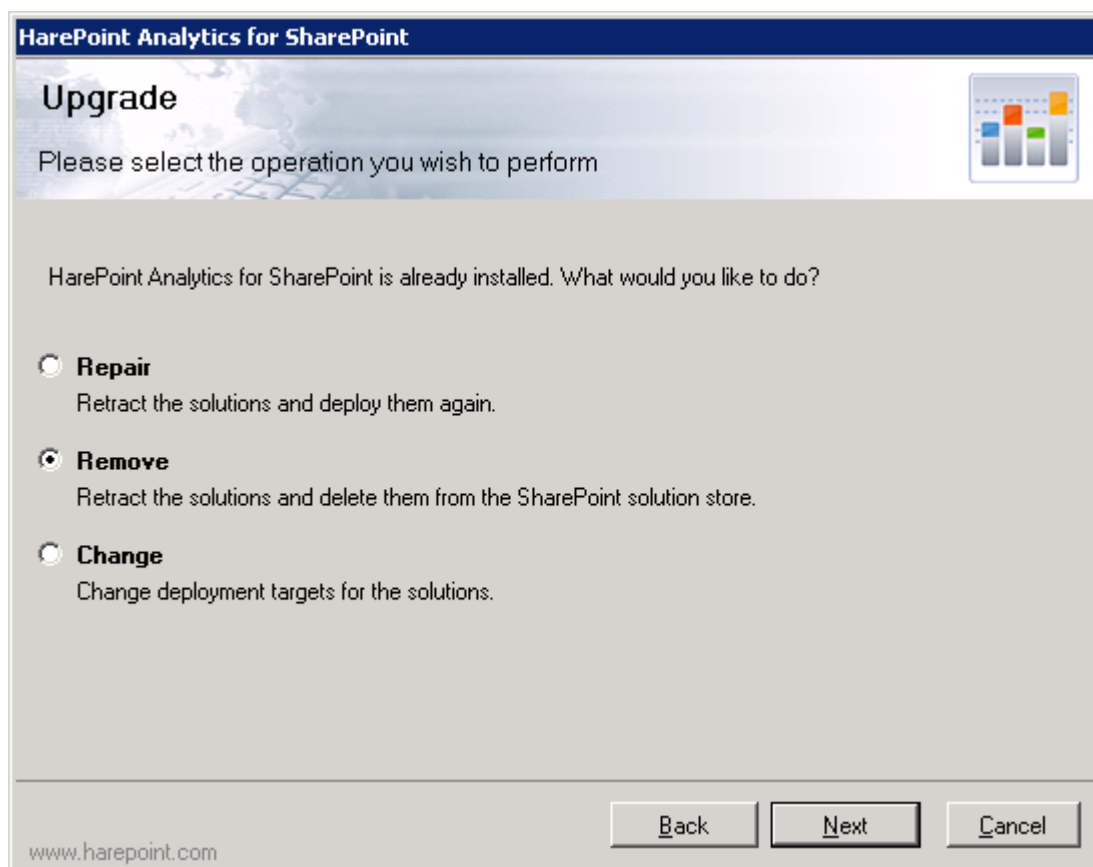 HarePoint Analytics for SharePoint
Upgrade
Please select the operation you wish to perform
HarePoint Analytics for SharePoint is already installed. What would you like to do?
Repair
Retract the solutions and deploy them again.
Remove
Retract the solutions and delete them from the SharePoint solution store.
Change
Change deployment targets for the solutions.
Back Next Cancel
www.harepoint.com